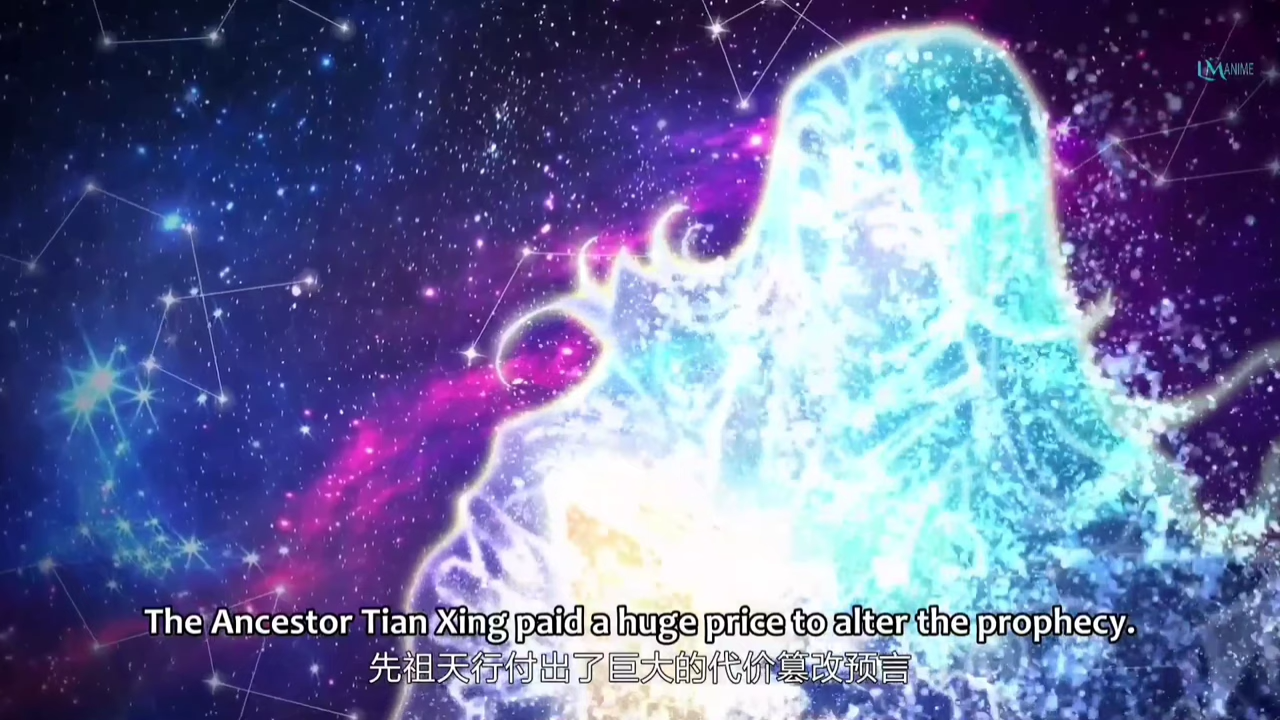 LMANIME
The Ancestor Tian Xing paid a huge price to alter the prophecy.
先祖天行付出了巨大的代价篡改预言